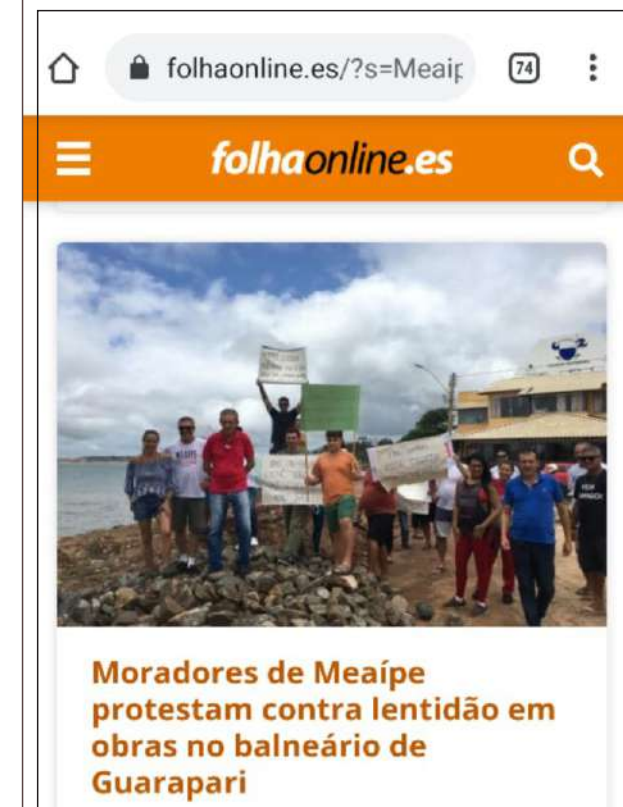 folhaonline.es/?s=Meaip
74
folhaonline.es
Moradores de Meaípe
protestam contra lentidão em
obras no balneário de
Guarapari